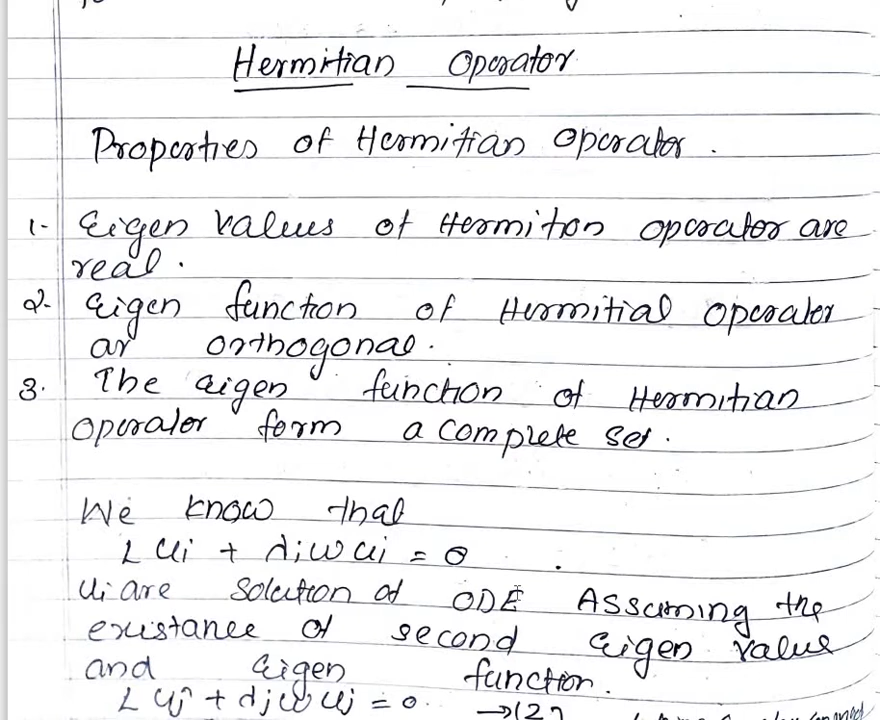 Hermitian Operator
Properties of Hermitian Operator.
1- Eigen values of Hermition operator are
real.
2- Eigen function of Hermitial operator
ar orthogonal.
3. The eigen function of Hermitian
operator form a complete set.
We know that
L ui + λi w ui = 0
ui are solution of ODE Assuming the
existance of second Eigen value
and Eigen function.
L uj + λj w uj = 0. →(2)